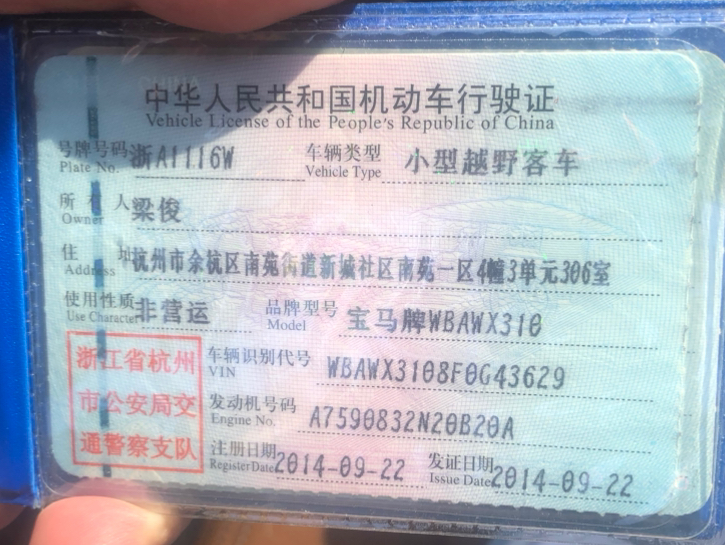 中华人民共和国机动车行驶证
Vehicle License of the People's Republic of China
号牌号码 浙A1116W 车辆类型 小型越野客车
Plate No. Vehicle Type
所有人 梁俊
Owner
住址 杭州市余杭区南苑街道新城社区南苑一区4幢3单元306室
Address
使用性质 非营运 品牌型号 宝马牌WBAWX310
Use Character Model
浙江省杭州 车辆识别代号 WBAWX3108F0G43629
VIN
市公安局交 发动机号码 A7590832N20B20A
Engine No.
通警察支队 注册日期 2014-09-22 发证日期 2014-09-22
Register Date Issue Date